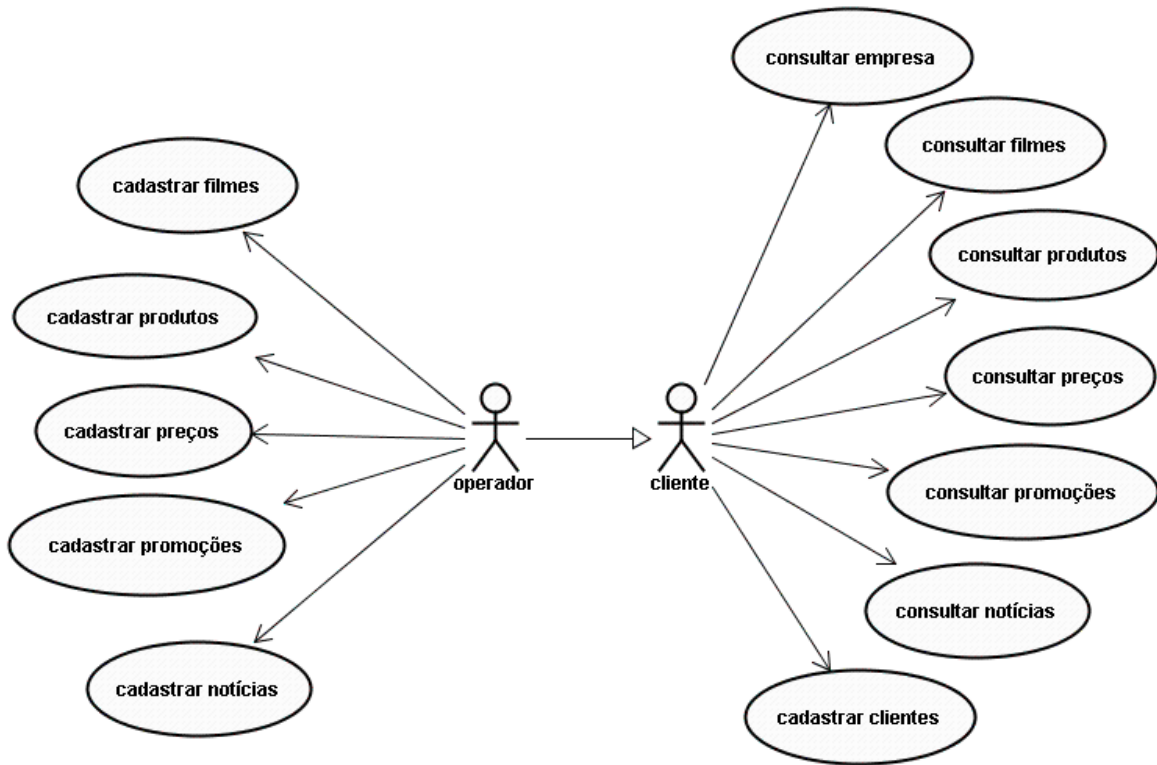 consultar empresa
consultar filmes
cadastrar filmes
consultar produtos
cadastrar produtos
consultar preços
cadastrar preços
operador
cliente
consultar promoções
cadastrar promoções
consultar notícias
cadastrar notícias
cadastrar clientes